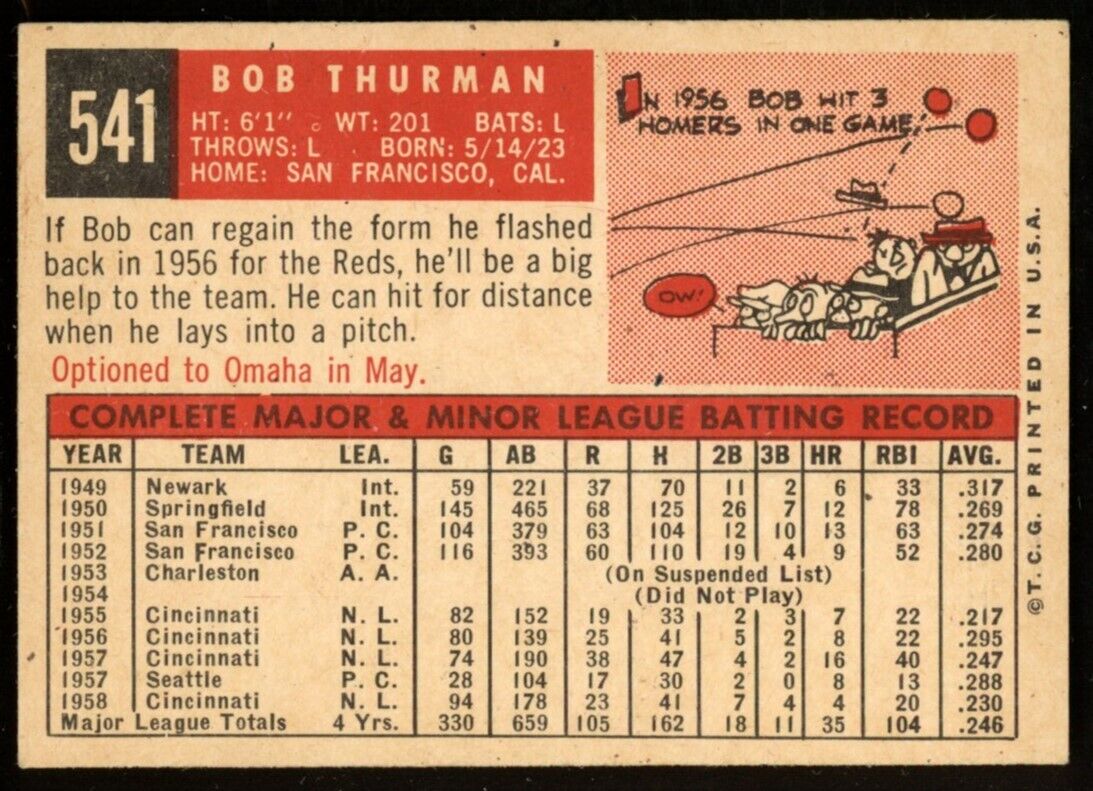 541
BOB THURMAN
HT: 6'1" WT: 201 BATS: L
THROWS: L BORN: 5/14/23
HOME: SAN FRANCISCO, CAL.
If Bob can regain the form he flashed
back in 1956 for the Reds, he'll be a big
help to the team. He can hit for distance
when he lays into a pitch.
Optioned to Omaha in May.
IN 1956 BOB HIT 3
HOMERS IN ONE GAME!
OW!
©T.C.G. PRINTED IN U.S.A.
COMPLETE MAJOR & MINOR LEAGUE BATTING RECORD
YEAR TEAM LEA. G AB R H 2B 3B HR RBI AVG.
1949 Newark Int. 59 221 37 70 11 2 6 33 .317
1950 Springfield Int. 145 465 68 125 26 7 12 78 .269
1951 San Francisco P. C. 104 379 63 104 12 10 13 63 .274
1952 San Francisco P. C. 116 393 60 110 19 4 9 52 .280
1953 Charleston A. A. (On Suspended List)
1954 (Did Not Play)
1955 Cincinnati N. L. 82 152 19 33 2 3 7 22 .217
1956 Cincinnati N. L. 80 139 25 41 5 2 8 22 .295
1957 Cincinnati N. L. 74 190 38 47 4 2 16 40 .247
1957 Seattle P. C. 28 104 17 30 2 0 8 13 .288
1958 Cincinnati N. L. 94 178 23 41 7 4 4 20 .230
Major League Totals 4 Yrs. 330 659 105 162 18 11 35 104 .246